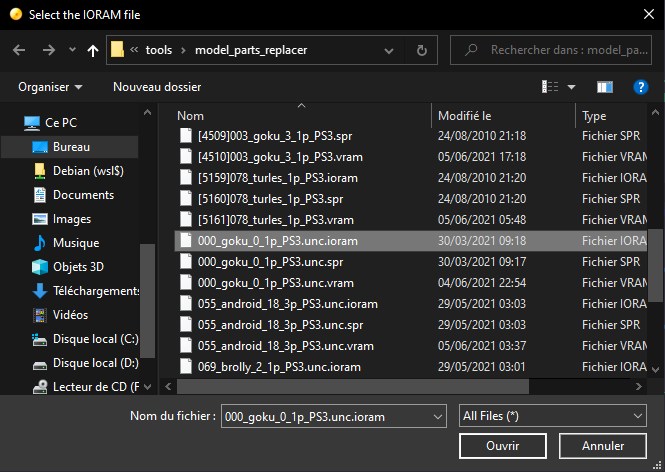 Select the IORAM file
« tools > model_parts_replacer
Rechercher dans : model_pa...
Organiser
Nouveau dossier
Nom Modifié le Type
Ce PC
Bureau
Debian (wsl$)
Documents
Images
Musique
Objets 3D
Téléchargements
Vidéos
Disque local (C:)
Disque local (D:)
Lecteur de CD (F
[4509]003_goku_3_1p_PS3.spr 24/08/2010 21:18 Fichier SPR
[4510]003_goku_3_1p_PS3.vram 05/06/2021 17:18 Fichier VRAM
[5159]078_turles_1p_PS3.ioram 24/08/2010 21:20 Fichier IORA
[5160]078_turles_1p_PS3.spr 24/08/2010 21:20 Fichier SPR
[5161]078_turles_1p_PS3.vram 05/06/2021 05:48 Fichier VRAM
000_goku_0_1p_PS3.unc.ioram 30/03/2021 09:18 Fichier IORA
000_goku_0_1p_PS3.unc.spr 30/03/2021 09:17 Fichier SPR
000_goku_0_1p_PS3.unc.vram 04/06/2021 22:54 Fichier VRAM
055_android_18_3p_PS3.unc.ioram 29/05/2021 03:03 Fichier IORA
055_android_18_3p_PS3.unc.spr 29/05/2021 03:03 Fichier SPR
055_android_18_3p_PS3.unc.vram 05/06/2021 03:37 Fichier VRAM
069_brolly_2_1p_PS3.unc.ioram 29/05/2021 03:01 Fichier IORA
Nom du fichier : 000_goku_0_1p_PS3.unc.ioram
All Files (*)
Ouvrir Annuler